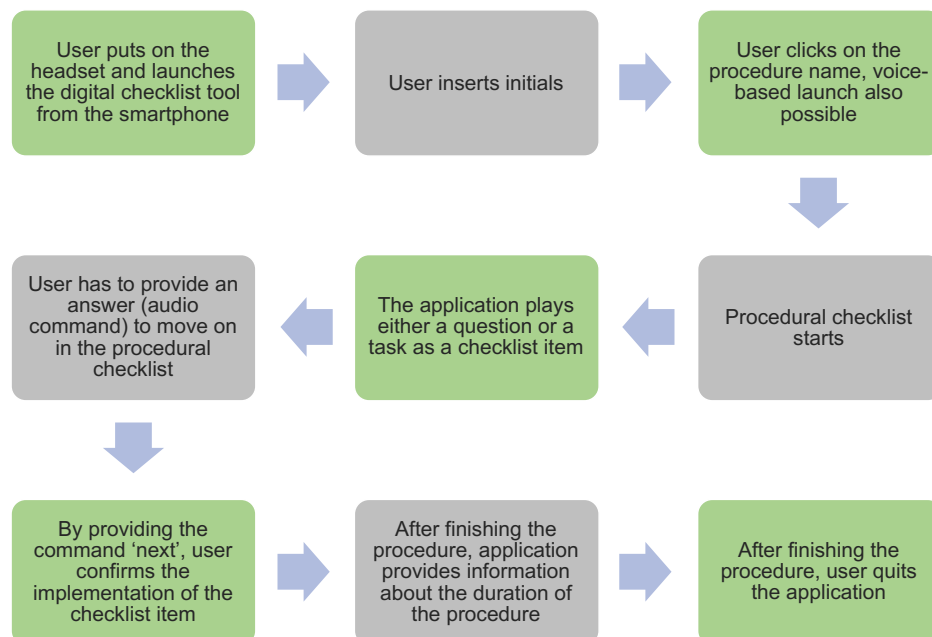 User puts on the
headset and launches
the digital checklist tool
from the smartphone
User inserts initials
User clicks on the
procedure name, voice-
based launch also
possible
Procedural checklist
starts
The application plays
either a question or a
task as a checklist item
User has to provide an
answer (audio
command) to move on
in the procedural
checklist
By providing the
command ‘next’, user
confirms the
implementation of the
checklist item
After finishing the
procedure, application
provides information
about the duration of
the procedure
After finishing the
procedure, user quits
the application